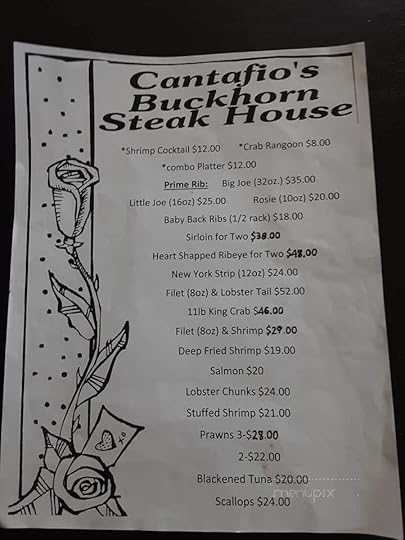 Cantafio's
Buckhorn
Steak House
*Shrimp Cocktail $12.00 *Crab Rangoon $8.00
*combo Platter $12.00
Prime Rib: Big Joe (32oz.) $35.00
Little Joe (16oz) $25.00 Rosie (10oz) $20.00
Baby Back Ribs (1/2 rack) $18.00
Sirloin for Two $38.00
Heart Shapped Ribeye for Two $48.00
New York Strip (12oz) $24.00
Filet (8oz) & Lobster Tail $52.00
11lb King Crab $46.00
Filet (8oz) & Shrimp $29.00
Deep Fried Shrimp $19.00
Salmon $20
Lobster Chunks $24.00
Stuffed Shrimp $21.00
Prawns 3-$28.00
2-$22.00
Blackened Tuna $20.00
menupix
Scallops $24.00
xo